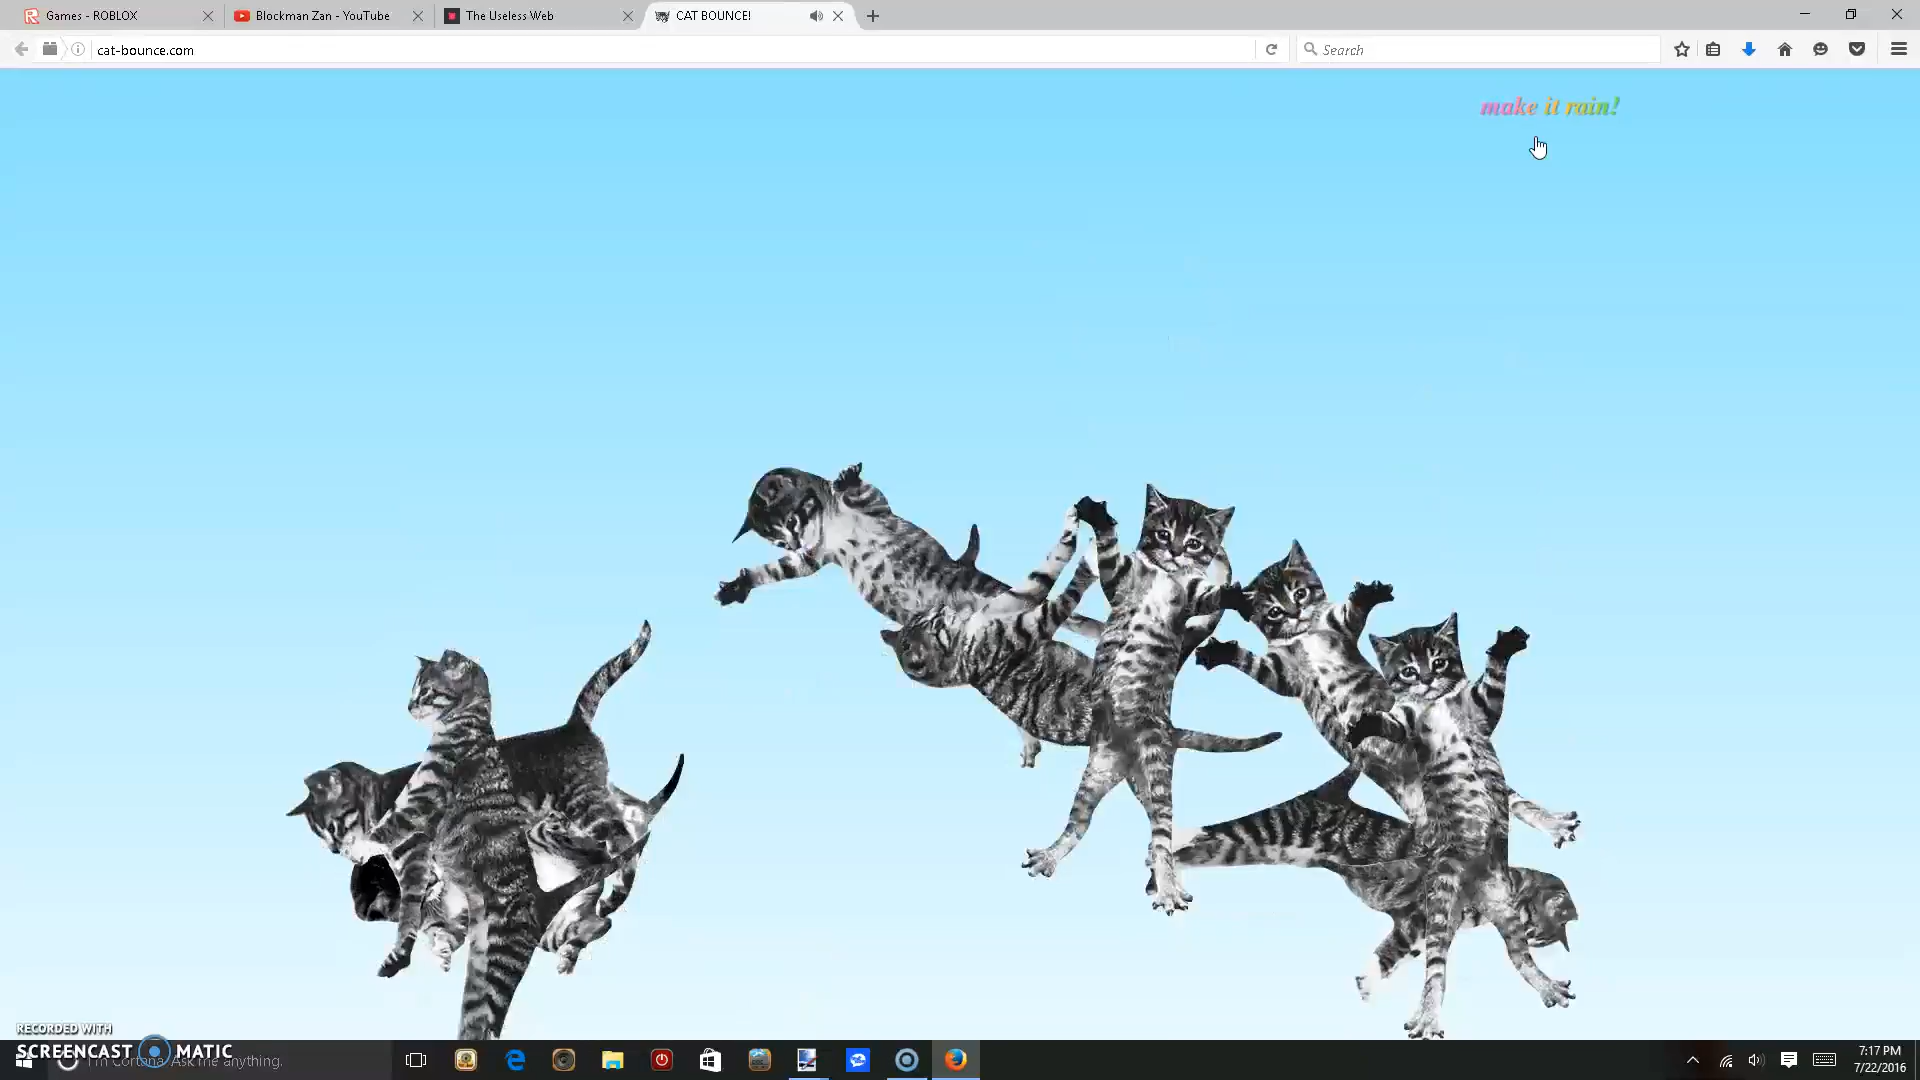 Games - ROBLOX
Blockman Zan - YouTube
The Useless Web
CAT BOUNCE!
cat-bounce.com
Search
make it rain!
RECORDED WITH
SCREENCAST MATIC
I'm Cortana. Ask me anything.
7:17 PM
7/22/2016